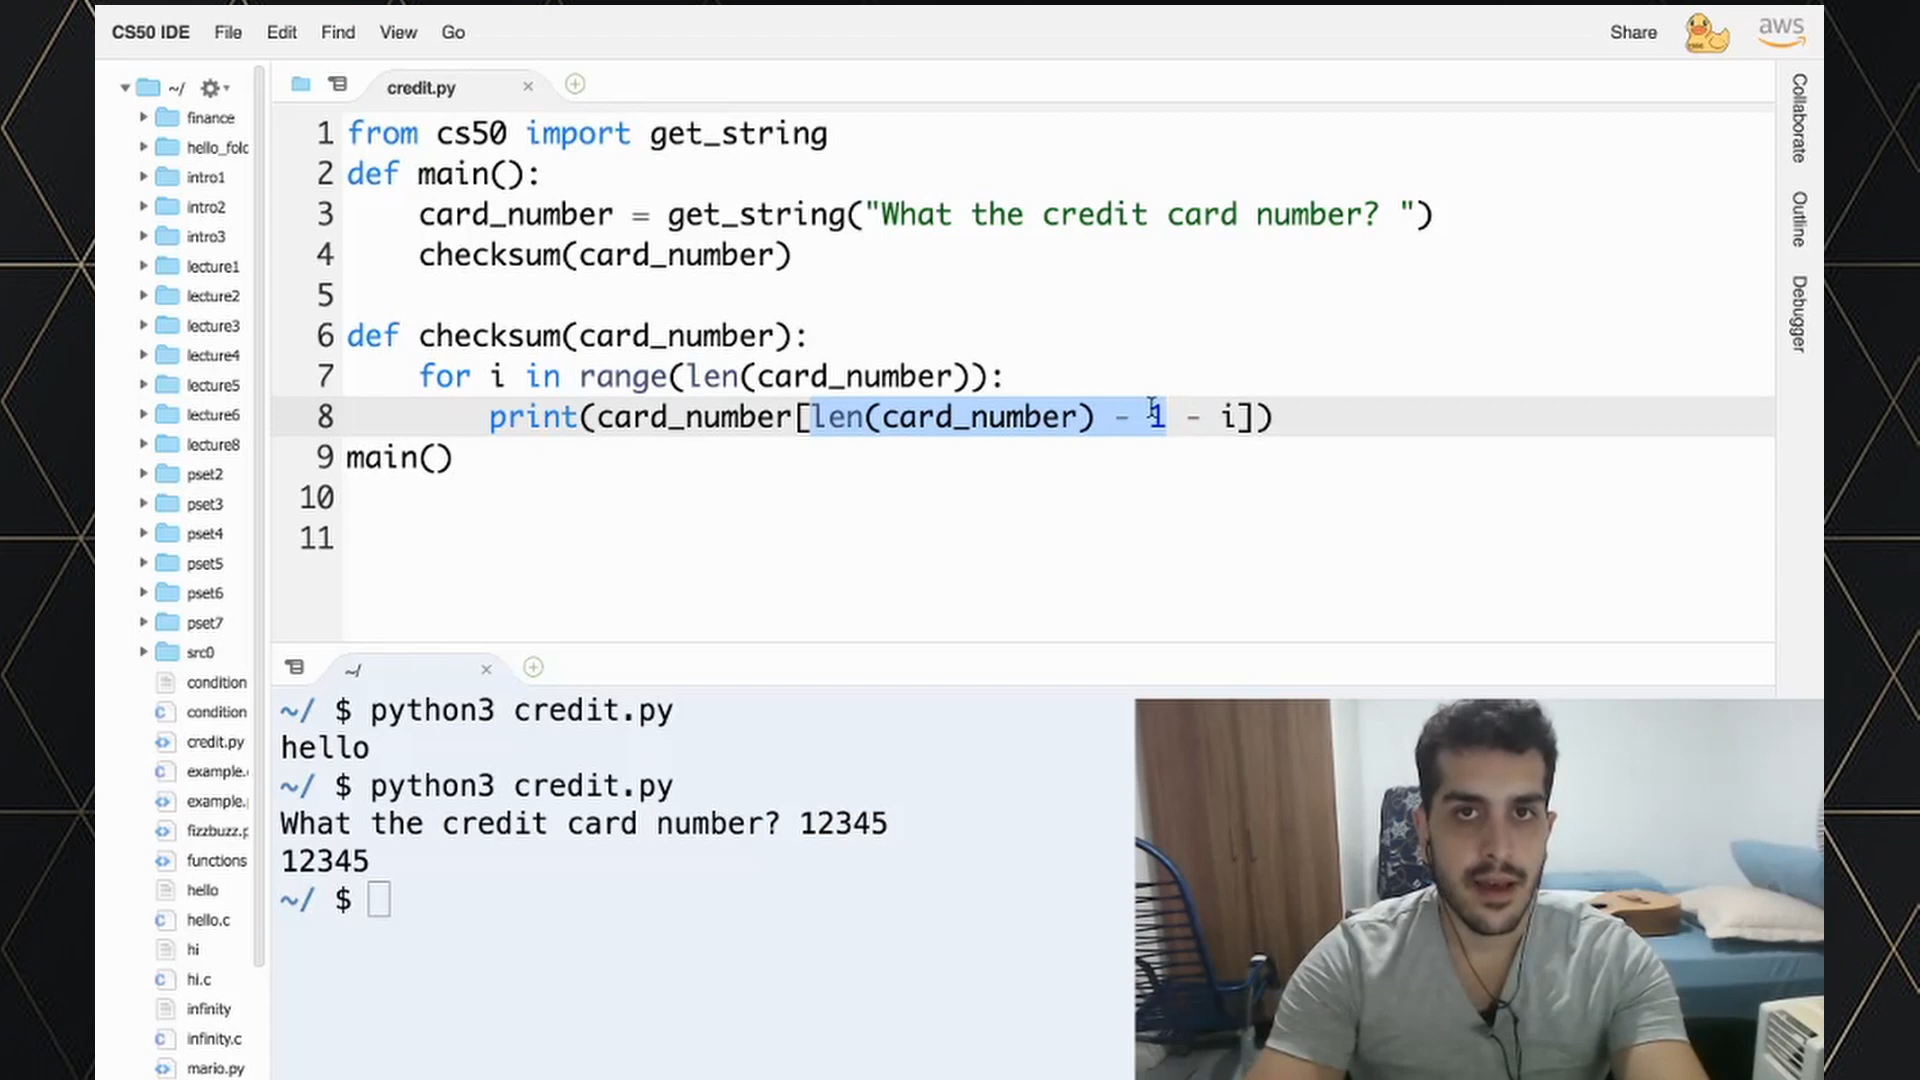 CS50 IDE File Edit Find View Go Share aws
~/
finance
hello_folc
intro1
intro2
intro3
lecture1
lecture2
lecture3
lecture4
lecture5
lecture6
lecture8
pset2
pset3
pset4
pset5
pset6
pset7
src0
condition
condition
credit.py
example.
example.
fizzbuzz.p
functions
hello
hello.c
hi
hi.c
infinity
infinity.c
mario.py
credit.py
1 from cs50 import get_string
2 def main():
3 card_number = get_string("What the credit card number? ")
4 checksum(card_number)
5
6 def checksum(card_number):
7 for i in range(len(card_number)):
8 print(card_number[len(card_number) - 1 - i])
9 main()
10
11
~/
~/ $ python3 credit.py
hello
~/ $ python3 credit.py
What the credit card number? 12345
12345
~/ $
Collaborate
Outline
Debugger